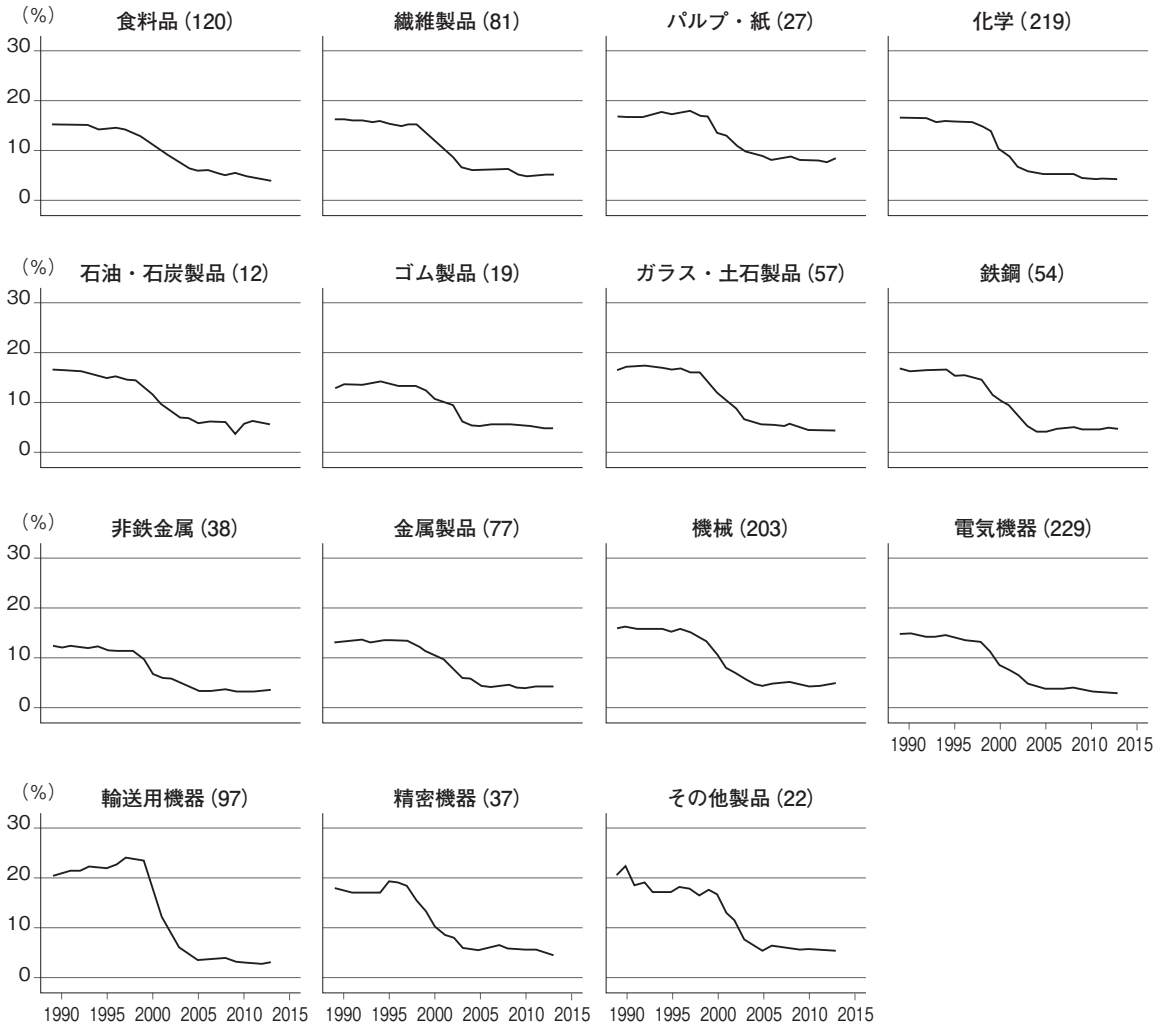 (%) 食料品 (120) 繊維製品 (81) パルプ・紙 (27) 化学 (219)
30
20
10
0
(%) 石油・石炭製品 (12) ゴム製品 (19) ガラス・土石製品 (57) 鉄鋼 (54)
30
20
10
0
(%) 非鉄金属 (38) 金属製品 (77) 機械 (203) 電気機器 (229)
30
20
10
0
1990 1995 2000 2005 2010 2015
(%) 輸送用機器 (97) 精密機器 (37) その他製品 (22)
30
20
10
0
1990 1995 2000 2005 2010 2015 1990 1995 2000 2005 2010 2015 1990 1995 2000 2005 2010 2015